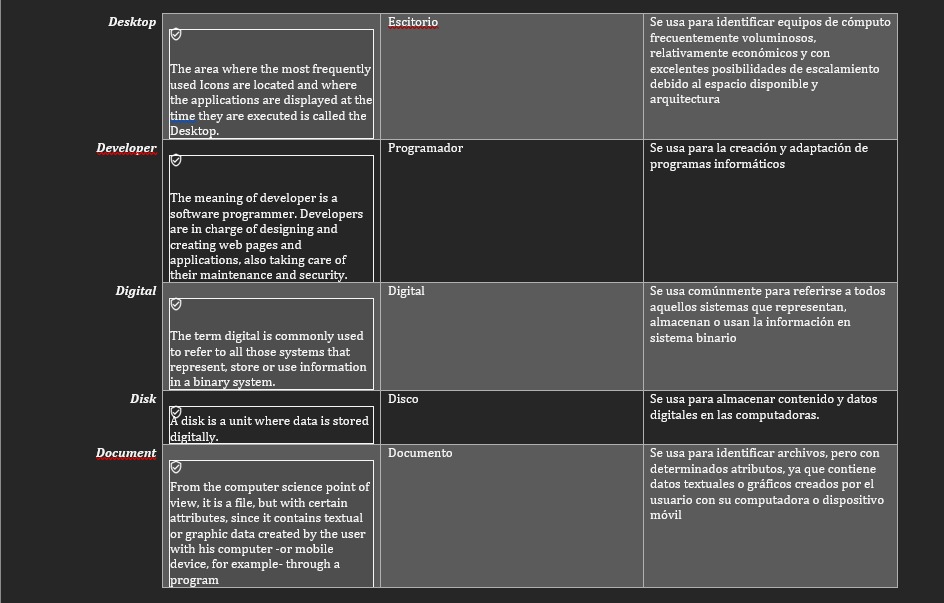 Desktop
The area where the most frequently
used Icons are located and where
the applications are displayed at the
time they are executed is called the
Desktop.
Escitorio
Se usa para identificar equipos de cómputo
frecuentemente voluminosos,
relativamente económicos y con
excelentes posibilidades de escalamiento
debido al espacio disponible y
arquitectura
Developer
The meaning of developer is a
software programmer. Developers
are in charge of designing and
creating web pages and
applications, also taking care of
their maintenance and security.
Programador
Se usa para la creación y adaptación de
programas informáticos
Digital
The term digital is commonly used
to refer to all those systems that
represent, store or use information
in a binary system.
Digital
Se usa comúnmente para referirse a todos
aquellos sistemas que representan,
almacenan o usan la información en
sistema binario
Disk
A disk is a unit where data is stored
digitally.
Disco
Se usa para almacenar contenido y datos
digitales en las computadoras.
Document
From the computer science point of
view, it is a file, but with certain
attributes, since it contains textual
or graphic data created by the user
with his computer -or mobile
device, for example- through a
program
Documento
Se usa para identificar archivos, pero con
determinados atributos, ya que contiene
datos textuales o gráficos creados por el
usuario con su computadora o dispositivo
móvil